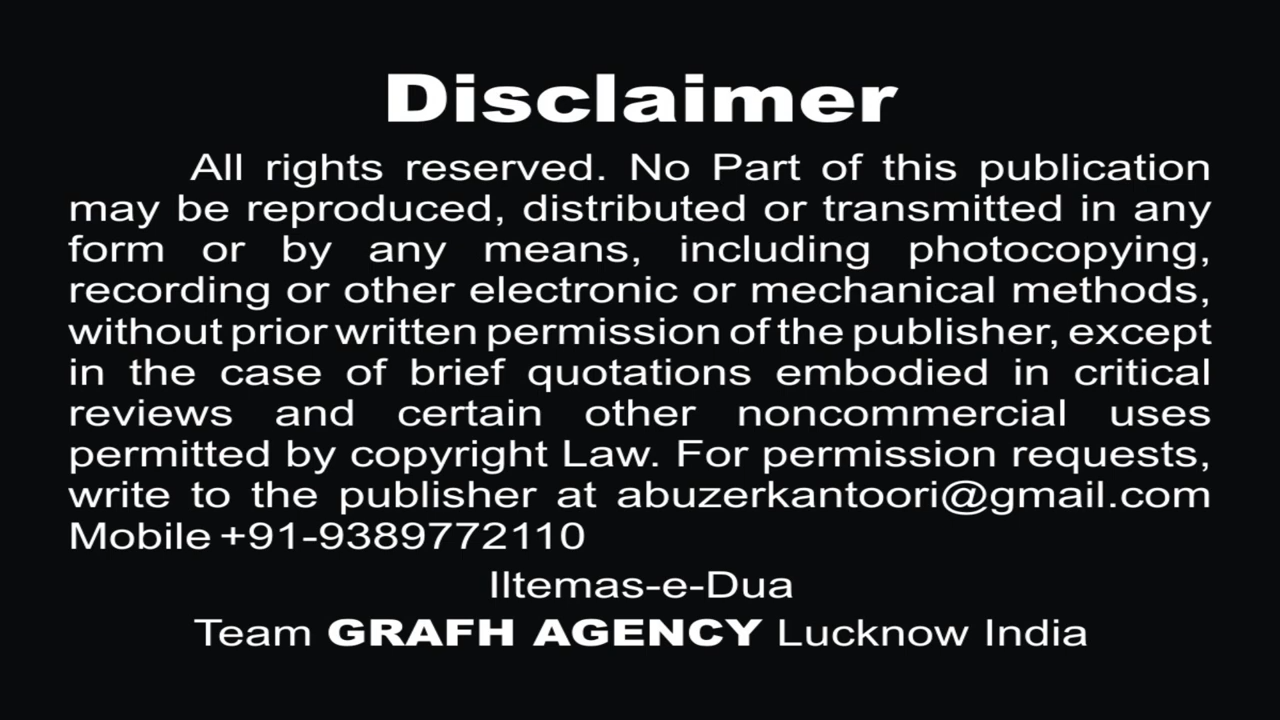 Disclaimer
All rights reserved. No Part of this publication
may be reproduced, distributed or transmitted in any
form or by any means, including photocopying,
recording or other electronic or mechanical methods,
without prior written permission of the publisher, except
in the case of brief quotations embodied in critical
reviews and certain other noncommercial uses
permitted by copyright Law. For permission requests,
write to the publisher at abuzerkantoori@gmail.com
Mobile +91-9389772110
IItemas-e-Dua
Team GRAFH AGENCY Lucknow India